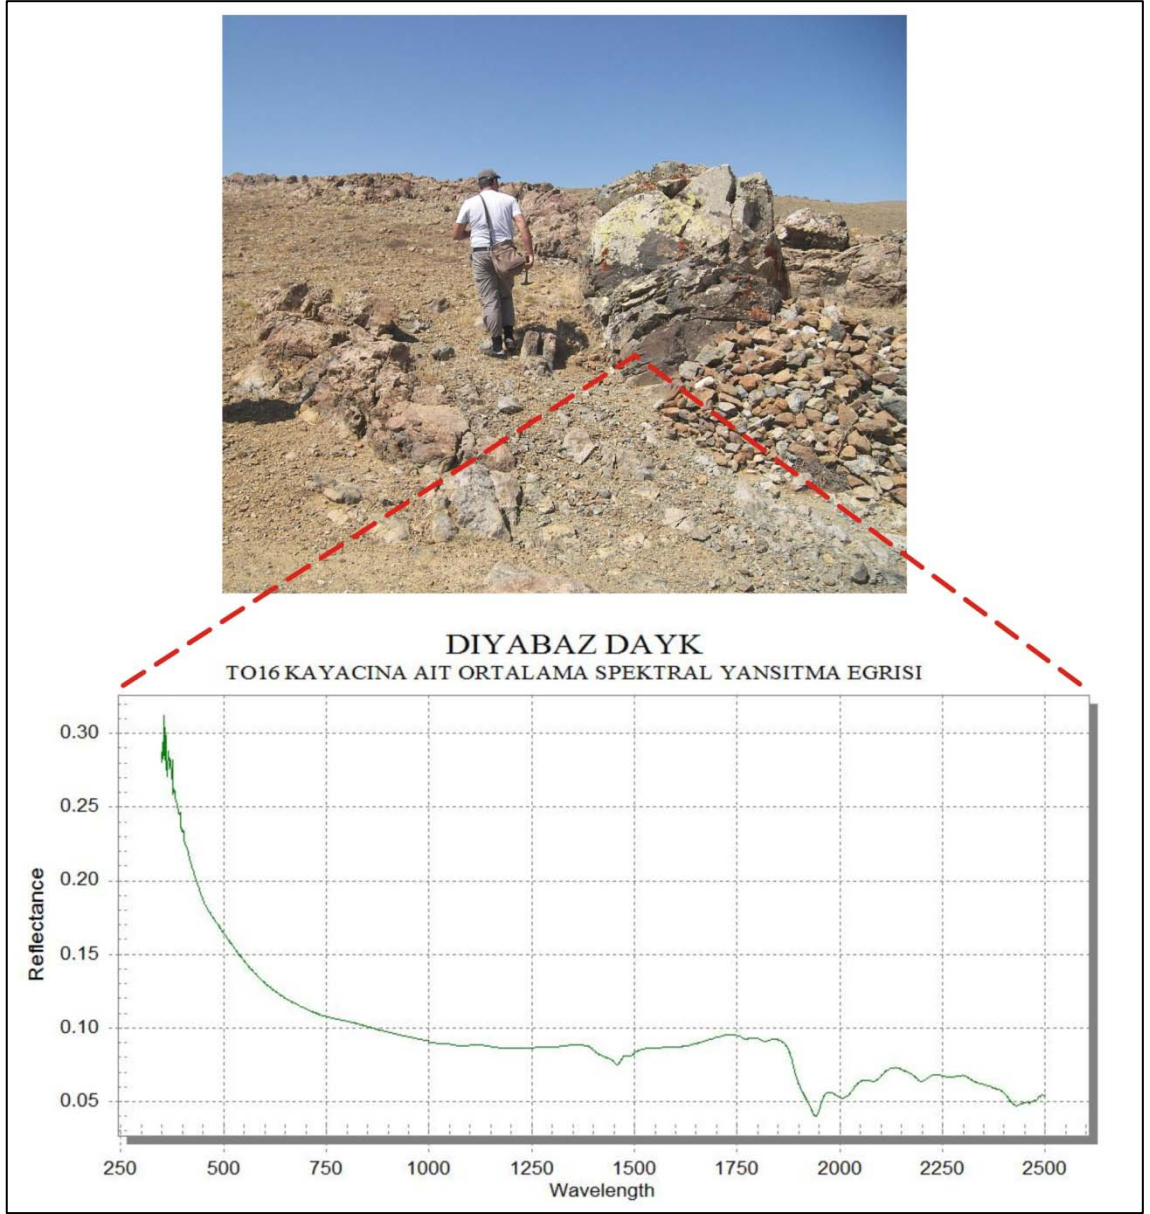 DIYABAZ DAYK
TO16 KAYACINA AIT ORTALAMA SPEKTRAL YANSITMA EGRISI
0.30
0.25
0.20
0.15
0.10
0.05
Reflectance
250 500 750 1000 1250 1500 1750 2000 2250 2500
Wavelength